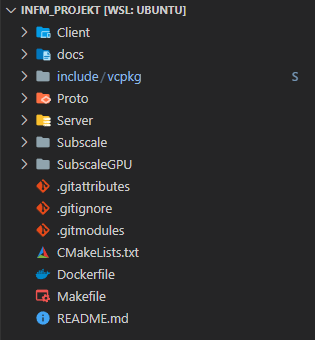 INFM_PROJEKT [WSL: UBUNTU]
Client
docs
include/vcpkg S
Proto
Server
Subscale
SubscaleGPU
.gitattributes
.gitignore
.gitmodules
CMakeLists.txt
Dockerfile
Makefile
README.md